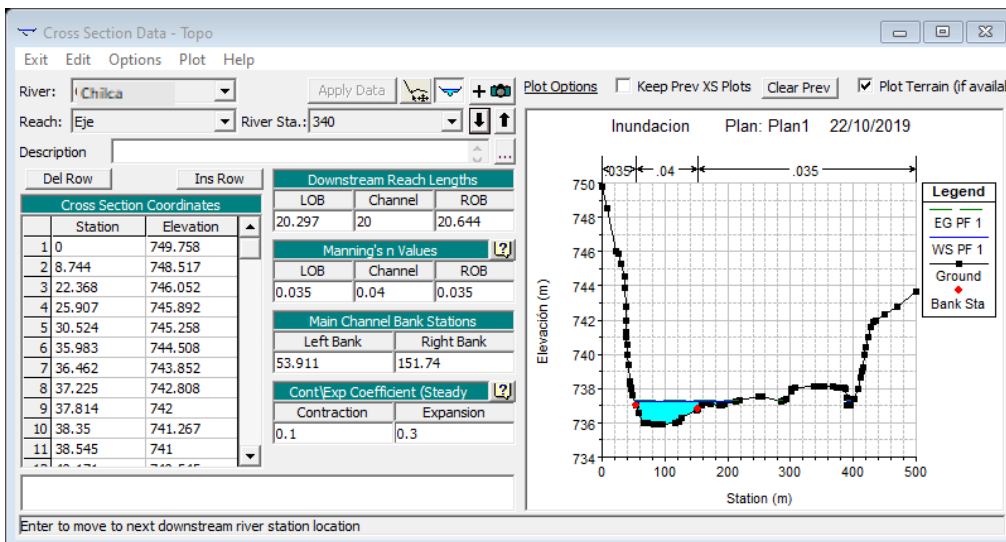 Cross Section Data - Topo
Exit Edit Options Plot Help
River: Chilca Apply Data Plot Options Keep Prev XS Plots Clear Prev Plot Terrain (if availal
Reach: Eje River Sta.: 340
Description ...
Del Row Ins Row
Cross Section Coordinates
Station Elevation
1 0 749.758
2 8.744 748.517
3 22.368 746.052
4 25.907 745.892
5 30.524 745.258
6 35.983 744.508
7 36.462 743.852
8 37.225 742.808
9 37.814 742
10 38.35 741.267
11 38.545 741
Downstream Reach Lengths
LOB Channel ROB
20.297 20 20.644
Manning's n Values
LOB Channel ROB
0.035 0.04 0.035
Main Channel Bank Stations
Left Bank Right Bank
53.911 151.74
Cont\Exp Coefficient (Steady
Contraction Expansion
0.1 0.3
Inundacion Plan: Plan1 22/10/2019
.035 .04 .035
Elevación (m)
750
748
746
744
742
740
738
736
734
0 100 200 300 400 500
Station (m)
Legend
EG PF 1
WS PF 1
Ground
Bank Sta
Enter to move to next downstream river station location